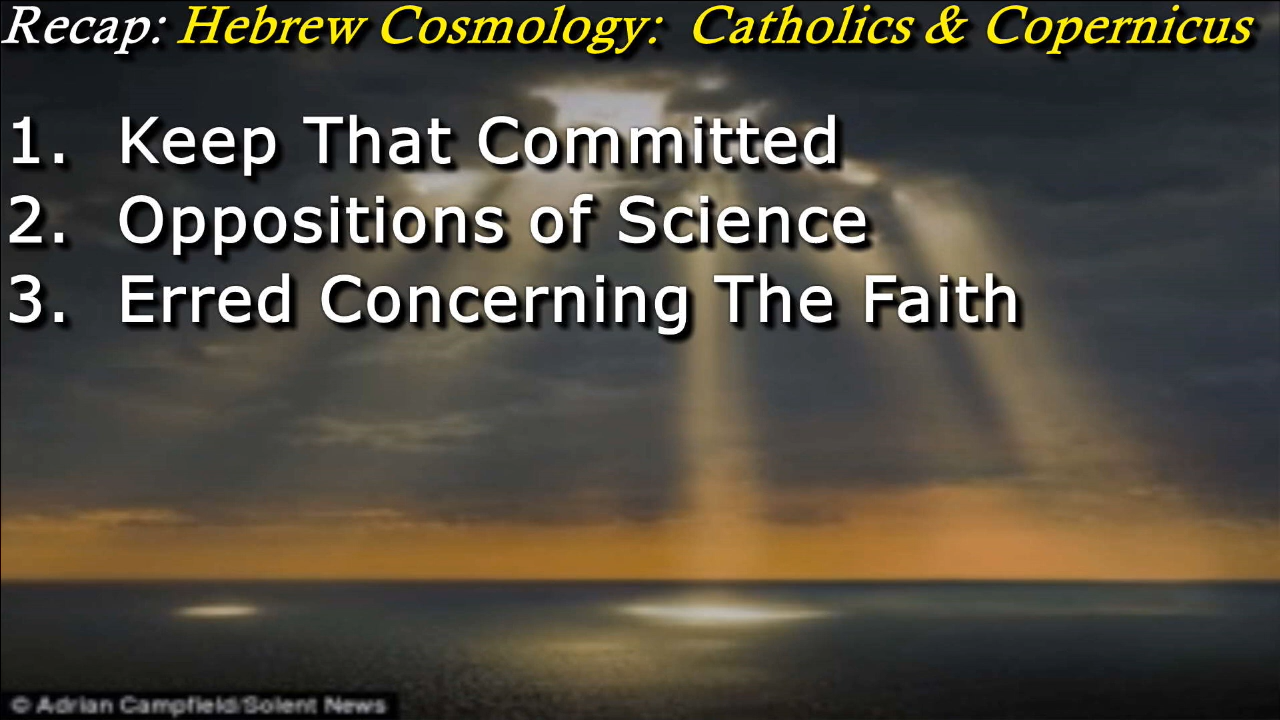 Recap: Hebrew Cosmology: Catholics & Copernicus
1. Keep That Committed
2. Oppositions of Science
3. Erred Concerning The Faith
© Adrian Campfield/Solent News